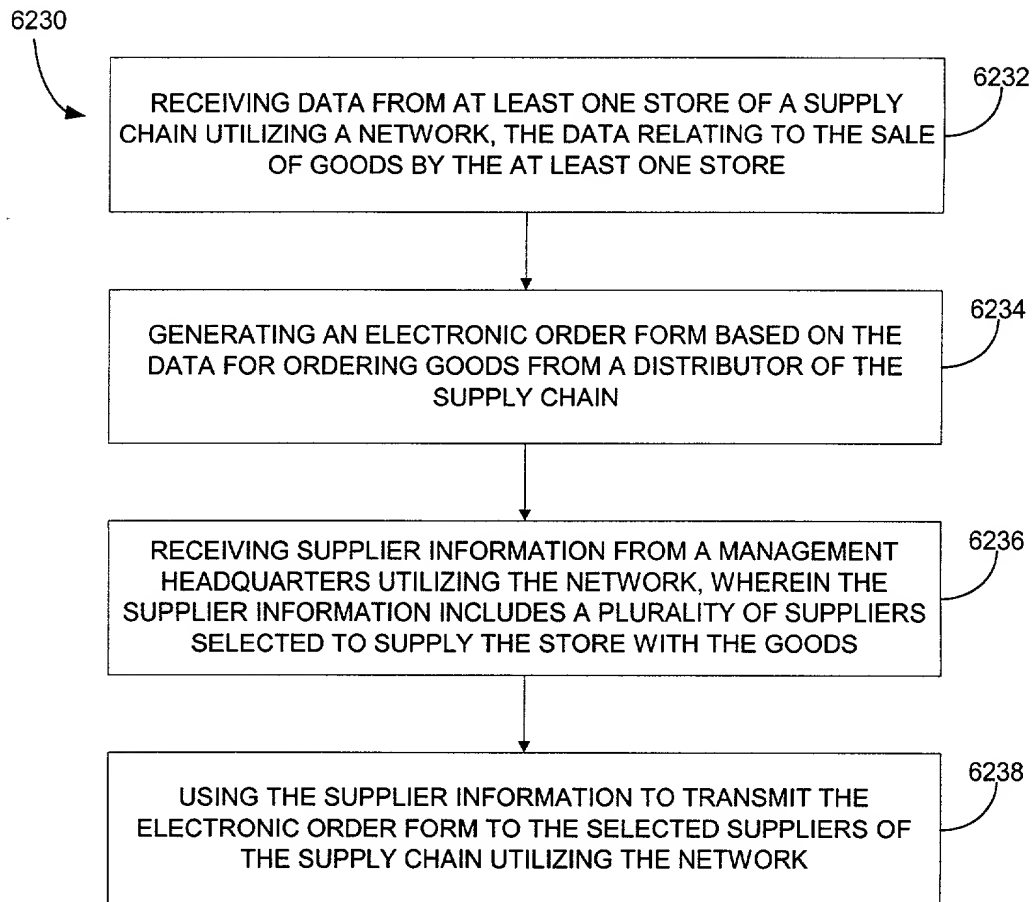 6230
6232
RECEIVING DATA FROM AT LEAST ONE STORE OF A SUPPLY
CHAIN UTILIZING A NETWORK, THE DATA RELATING TO THE SALE
OF GOODS BY THE AT LEAST ONE STORE
6234
GENERATING AN ELECTRONIC ORDER FORM BASED ON THE
DATA FOR ORDERING GOODS FROM A DISTRIBUTOR OF THE
SUPPLY CHAIN
6236
RECEIVING SUPPLIER INFORMATION FROM A MANAGEMENT
HEADQUARTERS UTILIZING THE NETWORK, WHEREIN THE
SUPPLIER INFORMATION INCLUDES A PLURALITY OF SUPPLIERS
SELECTED TO SUPPLY THE STORE WITH THE GOODS
6238
USING THE SUPPLIER INFORMATION TO TRANSMIT THE
ELECTRONIC ORDER FORM TO THE SELECTED SUPPLIERS OF
THE SUPPLY CHAIN UTILIZING THE NETWORK